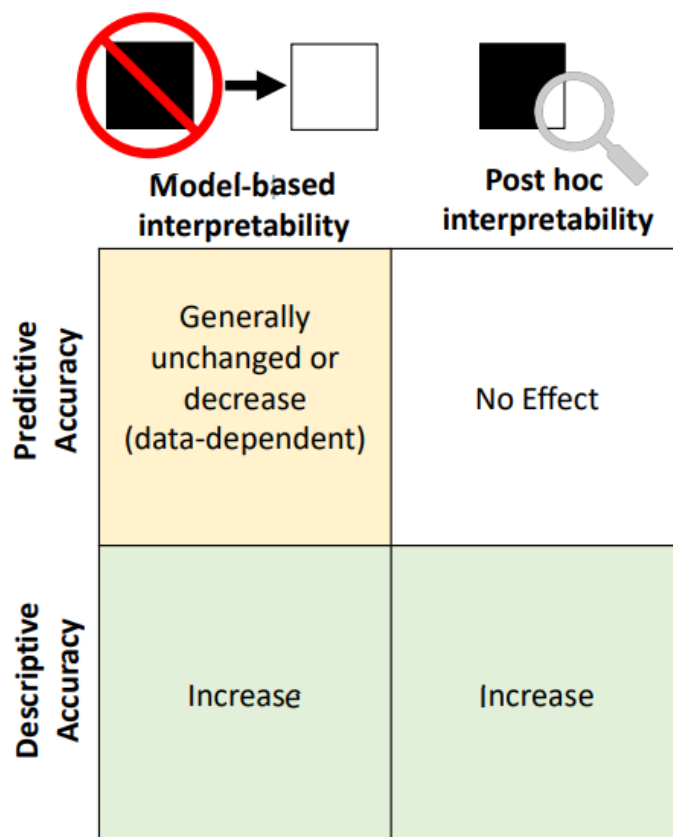 Model-based
interpretability
Post hoc
interpretability
Predictive
Accuracy
Generally
unchanged or
decrease
(data-dependent)
No Effect
Descriptive
Accuracy
Increase
Increase